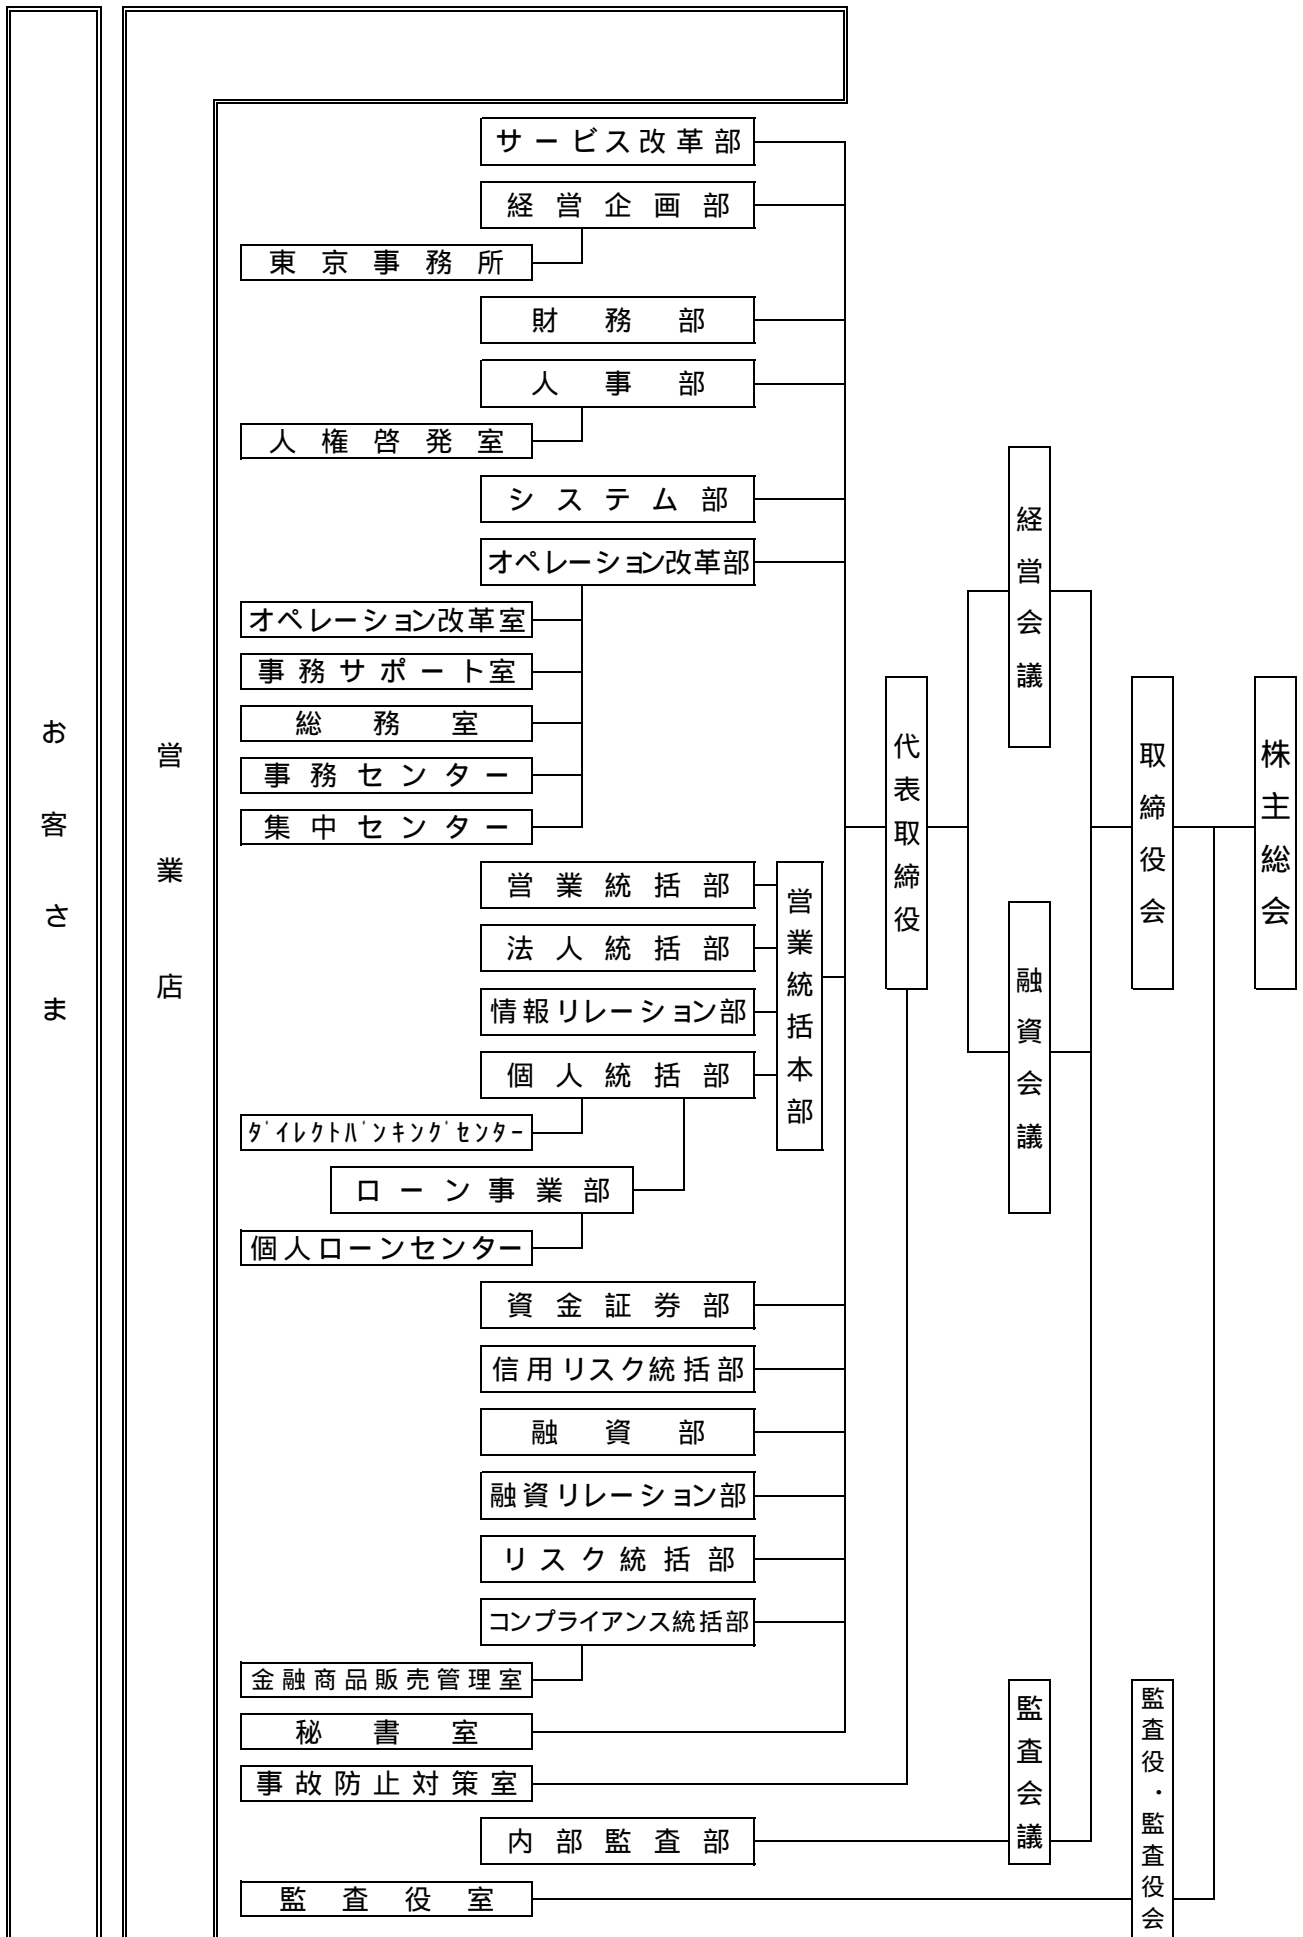 サービス改革部
経営企画部
東京事務所
財務部
人事部
人権啓発室
システム部
オペレーション改革部
オペレーション改革室
事務サポート室
総務室
事務センター
集中センター
営業統括部
法人統括部
情報リレーション部
個人統括部
ﾀﾞｲﾚｸﾄﾊﾞﾝｷﾝｸﾞｾﾝﾀｰ
ローン事業部
個人ローンセンター
資金証券部
信用リスク統括部
融資部
融資リレーション部
リスク統括部
コンプライアンス統括部
金融商品販売管理室
秘書室
事故防止対策室
内部監査部
監査役室
お客さま
営業店
営業統括本部
代表取締役
経営会議
融資会議
監査会議
取締役会
監査役・監査役会
株主総会